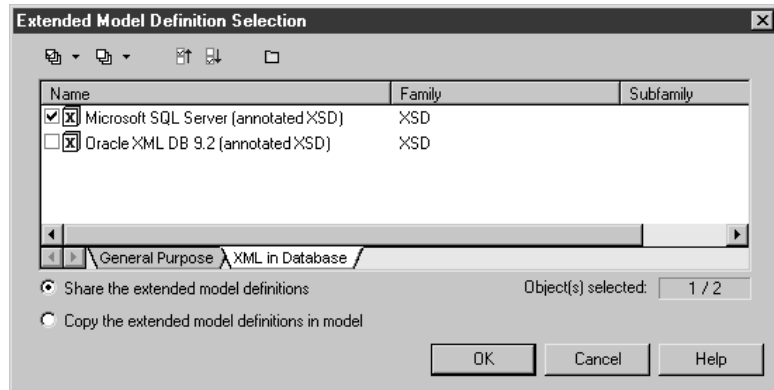 Extended Model Definition Selection
Name Family Subfamily
Microsoft SQL Server (annotated XSD) XSD
Oracle XML DB 9.2 (annotated XSD) XSD
General Purpose XML in Database
Share the extended model definitions Object(s) selected: 1 / 2
Copy the extended model definitions in model
OK Cancel Help